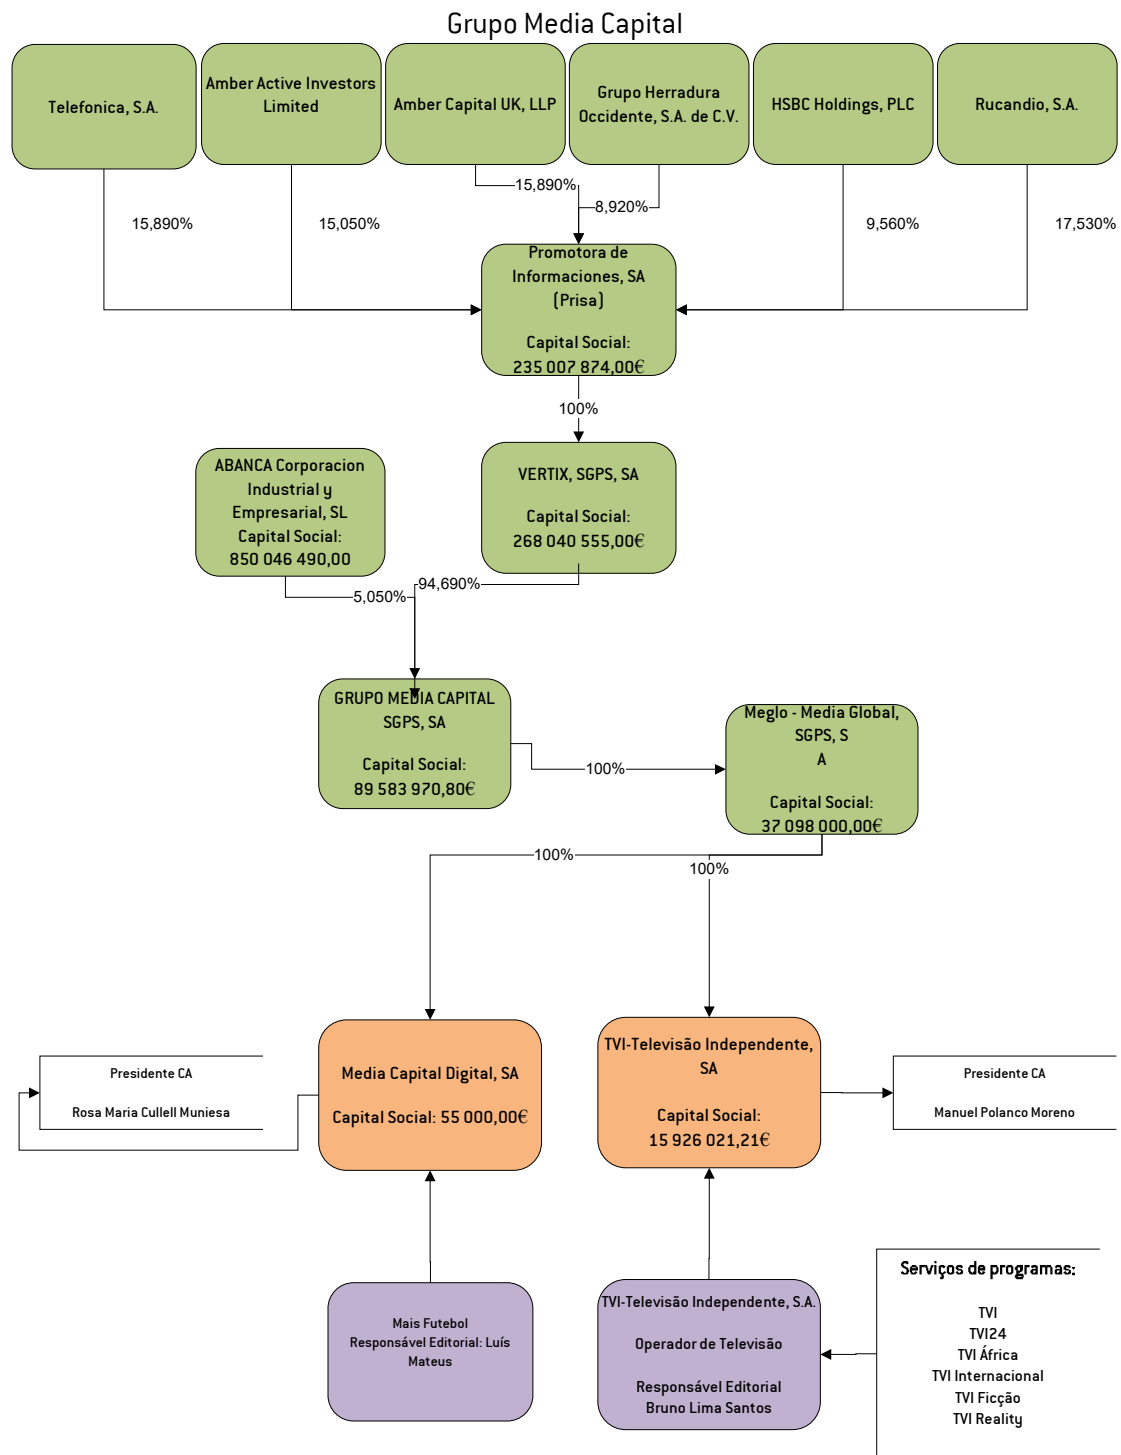 Grupo Media Capital
Telefonica, S.A.
Amber Active Investors
Limited
Amber Capital UK, LLP
Grupo Herradura
Occidente, S.A. de C.V.
HSBC Holdings, PLC
Rucandio, S.A.
15,890%
15,050%
15,890%
8,920%
9,560%
17,530%
Promotora de
Informaciones, SA
(Prisa)
Capital Social:
235 007 874,00€
100%
ABANCA Corporacion
Industrial y
Empresarial, SL
Capital Social:
850 046 490,00
VERTIX, SGPS, SA
Capital Social:
268 040 555,00€
5,050%
94,690%
GRUPO MEDIA CAPITAL
SGPS, SA
Capital Social:
89 583 970,80€
100%
Meglo - Media Global,
SGPS, S
A
Capital Social:
37 098 000,00€
100%
100%
Presidente CA
Rosa Maria Cullell Muniesa
Media Capital Digital, SA
Capital Social: 55 000,00€
TVI-Televisão Independente,
SA
Capital Social:
15 926 021,21€
Presidente CA
Manuel Polanco Moreno
Mais Futebol
Responsável Editorial: Luís
Mateus
TVI-Televisão Independente, S.A.
Operador de Televisão
Responsável Editorial
Bruno Lima Santos
Serviços de programas:
TVI
TVI24
TVI África
TVI Internacional
TVI Ficção
TVI Reality